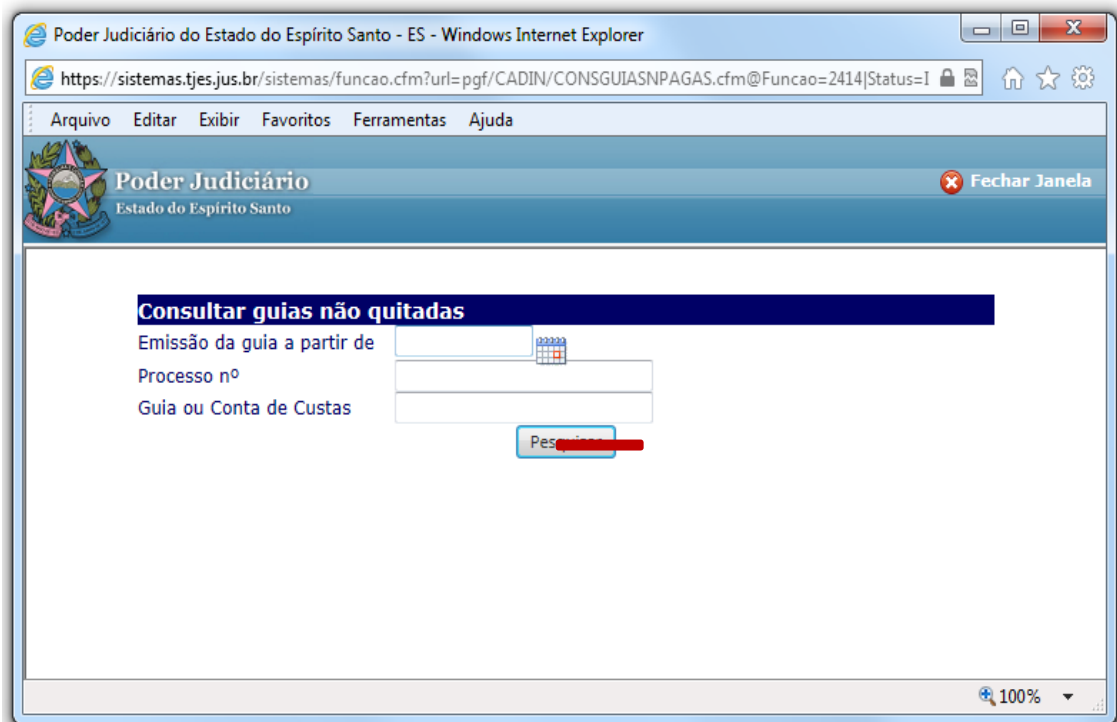 Poder Judiciário do Estado do Espírito Santo - ES - Windows Internet Explorer
https://sistemas.tjes.jus.br/sistemas/funcao.cfm?url=pgf/CADIN/CONSGUIASNPAGAS.cfm@Funcao=2414|Status=I
Arquivo Editar Exibir Favoritos Ferramentas Ajuda
Poder Judiciário
Fechar Janela
Estado do Espírito Santo
Consultar guias não quitadas
Emissão da guia a partir de
Processo nº
Guia ou Conta de Custas
100%